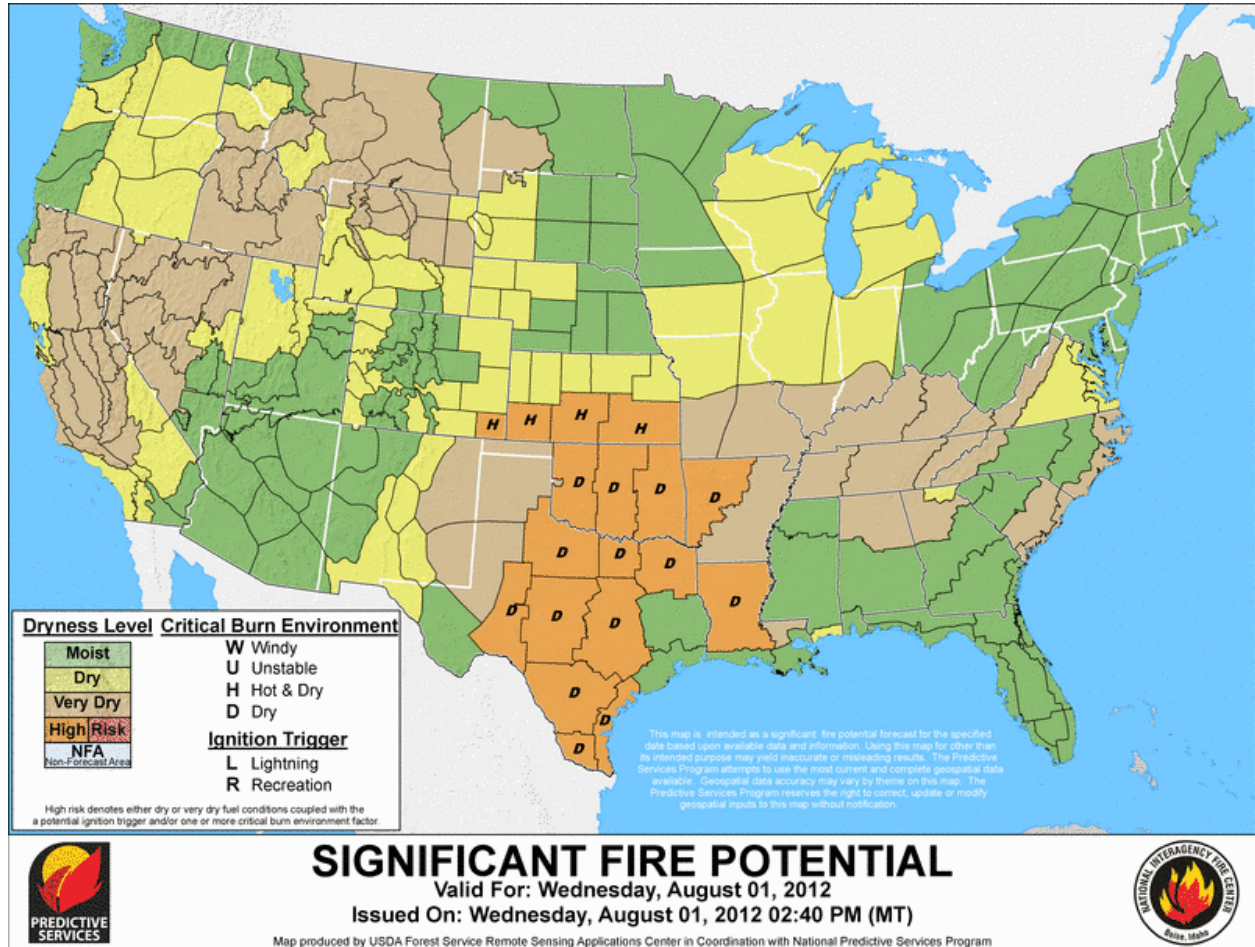 H H H H
D D D D
D D D
D D D D
D
D
D
Dryness Level
Moist
Dry
Very Dry
High Risk
NFA
Non-Forecast Area
Critical Burn Environment
W Windy
U Unstable
H Hot & Dry
D Dry
Ignition Trigger
L Lightning
R Recreation
High risk denotes either dry or very dry fuel conditions coupled with the
a potential ignition trigger and/or one or more critical burn environment factor.
This map is intended as a significant fire potential forecast for the specified
date based upon available data and information. Using this map for other than
its intended purpose may yield inaccurate or misleading results. The Predictive
Services Program attempts to use the most current and complete geospatial data
available. Geospatial data accuracy may vary by theme on this map. The
Predictive Services Program reserves the right to correct, update or modify
geospatial inputs to this map without notification.
PREDICTIVE
SERVICES
SIGNIFICANT FIRE POTENTIAL
Valid For: Wednesday, August 01, 2012
Issued On: Wednesday, August 01, 2012 02:40 PM (MT)
Map produced by USDA Forest Service Remote Sensing Applications Center in Coordination with National Predictive Services Program
NATIONAL INTERAGENCY FIRE CENTER
Boise, Idaho